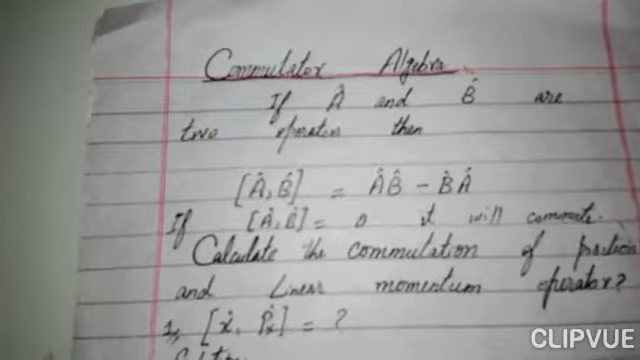 Commutator Algebra
If Â and B̂ are
two operators then
[Â, B̂] = ÂB̂ - B̂Â
If [Â, B̂] = 0 it will commute.
Calculate the commutation of position
and Linear momentum operator?
1, [x̂, P̂x] = ?
CLIPVUE